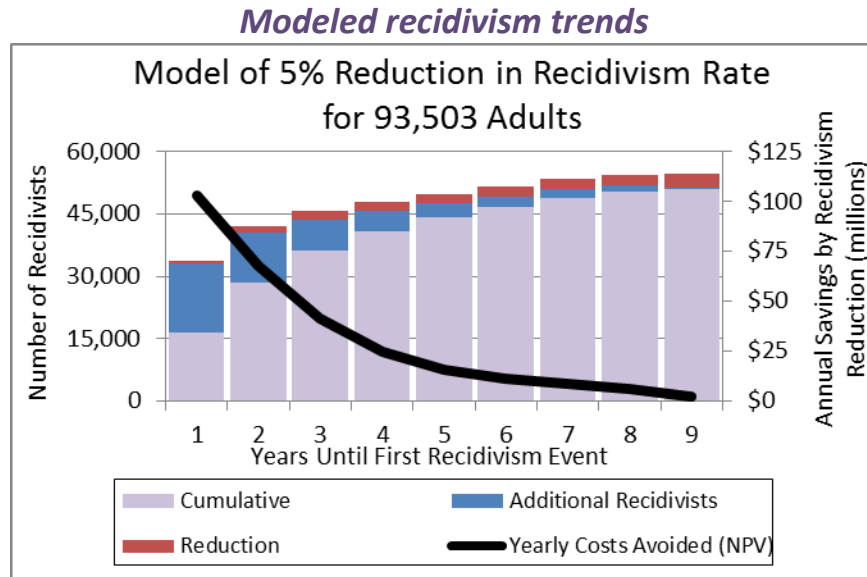 Modeled recidivism trends
Model of 5% Reduction in Recidivism Rate
for 93,503 Adults
Number of Recidivists
60,000
45,000
30,000
15,000
0
$125
$100
$75
$50
$25
$0
Annual Savings by Recidivism
Reduction (millions)
1 2 3 4 5 6 7 8 9
Years Until First Recidivism Event
Cumulative
Additional Recidivists
Reduction
Yearly Costs Avoided (NPV)